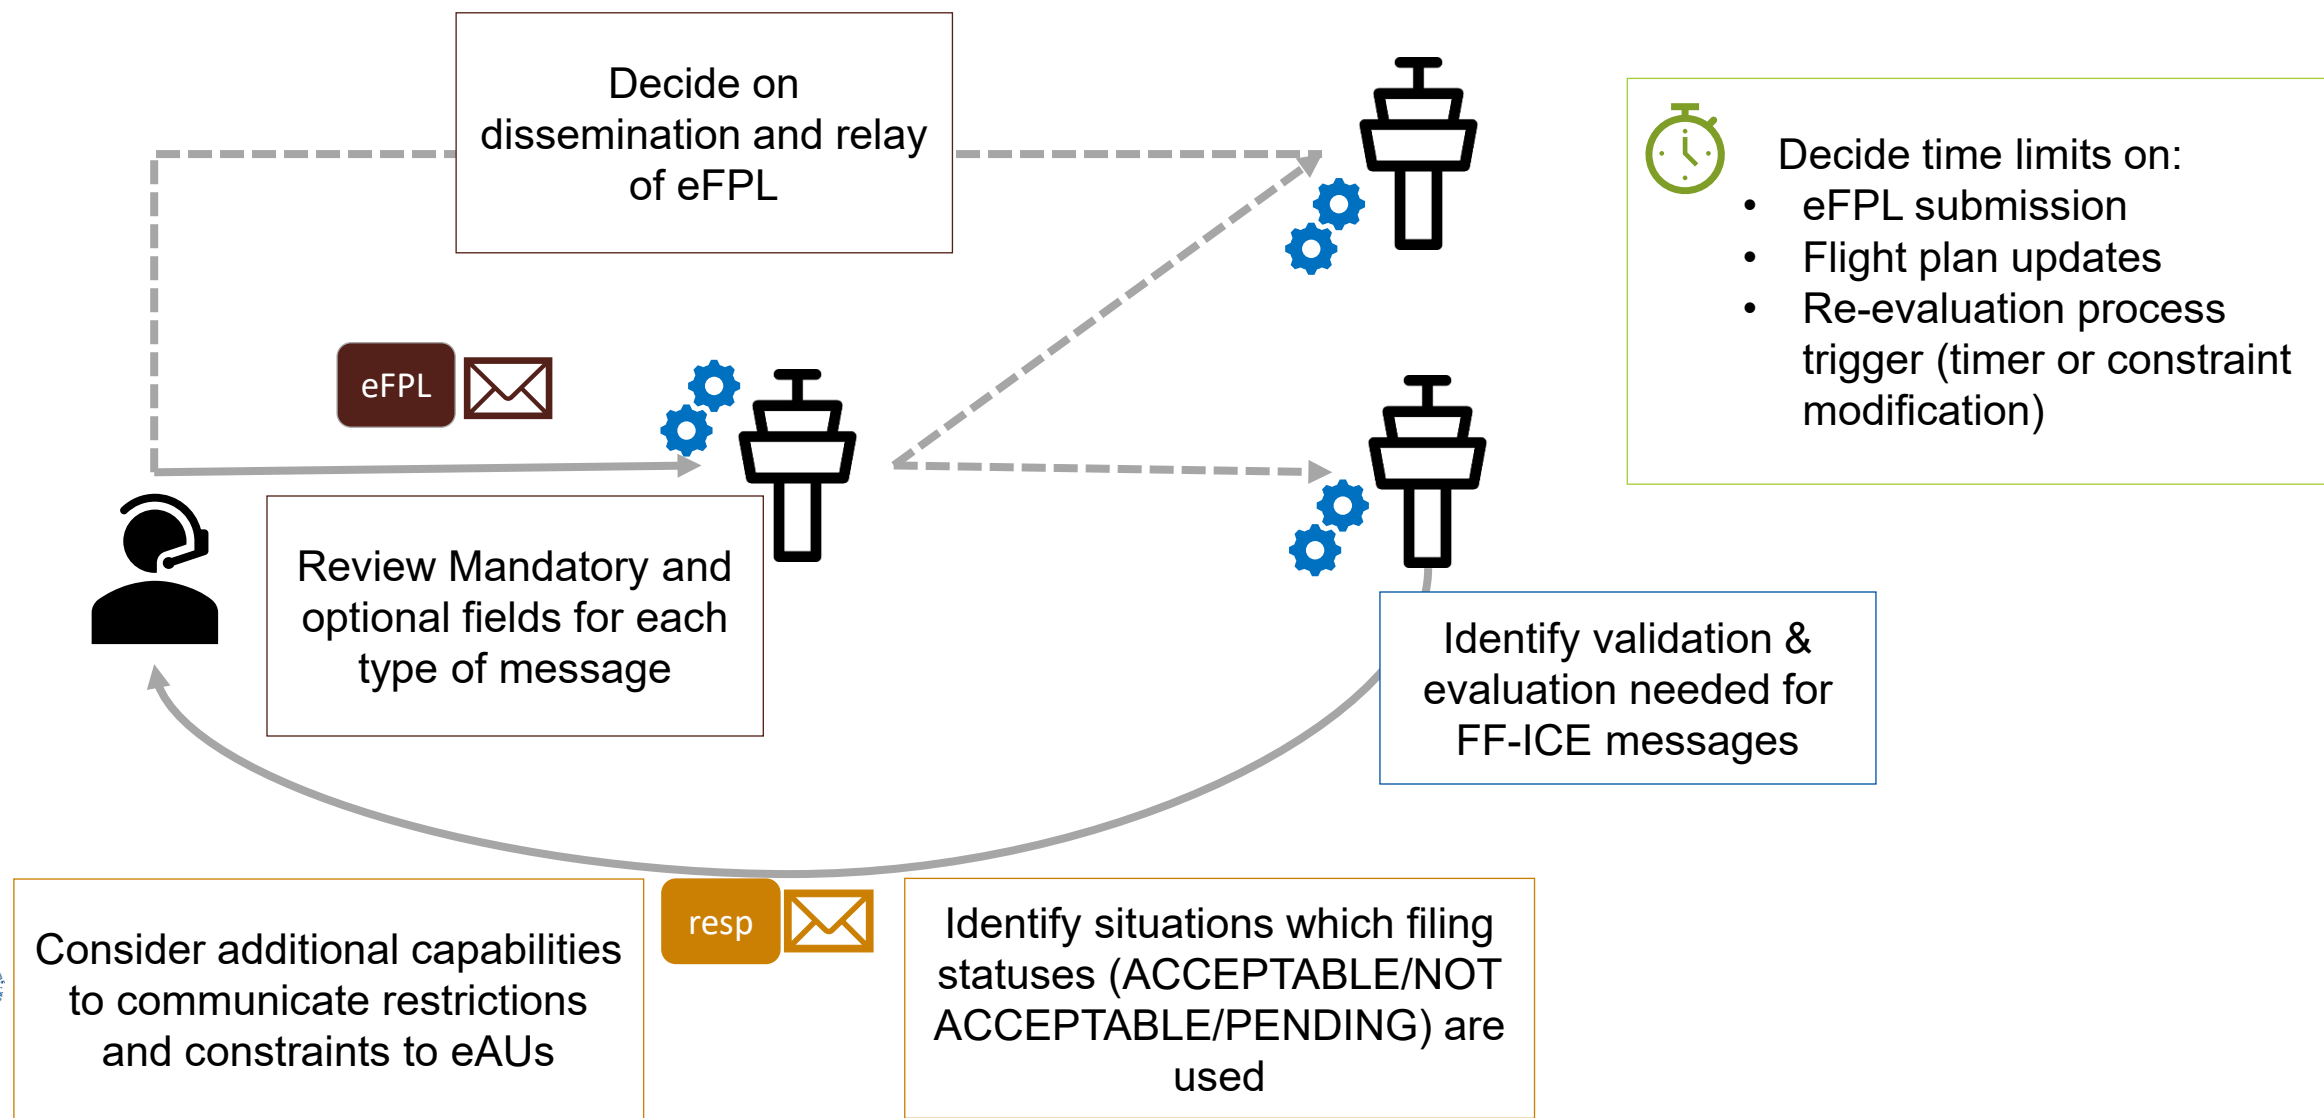 Decide on
dissemination and relay
of eFPL
Decide time limits on:
• eFPL submission
• Flight plan updates
• Re-evaluation process
trigger (timer or constraint
modification)
eFPL
Review Mandatory and
optional fields for each
type of message
Identify validation &
evaluation needed for
FF-ICE messages
resp
Consider additional capabilities
to communicate restrictions
and constraints to eAUs
Identify situations which filing
statuses (ACCEPTABLE/NOT
ACCEPTABLE/PENDING) are
used